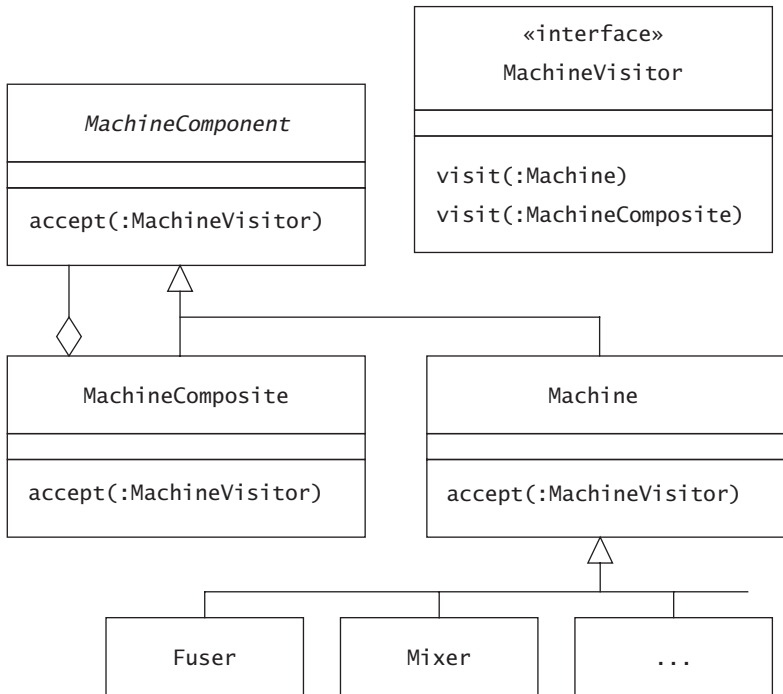 «interface»
MachineVisitor
visit(:Machine)
visit(:MachineComposite)
MachineComponent
accept(:MachineVisitor)
MachineComposite
accept(:MachineVisitor)
Machine
accept(:MachineVisitor)
Fuser
Mixer
...